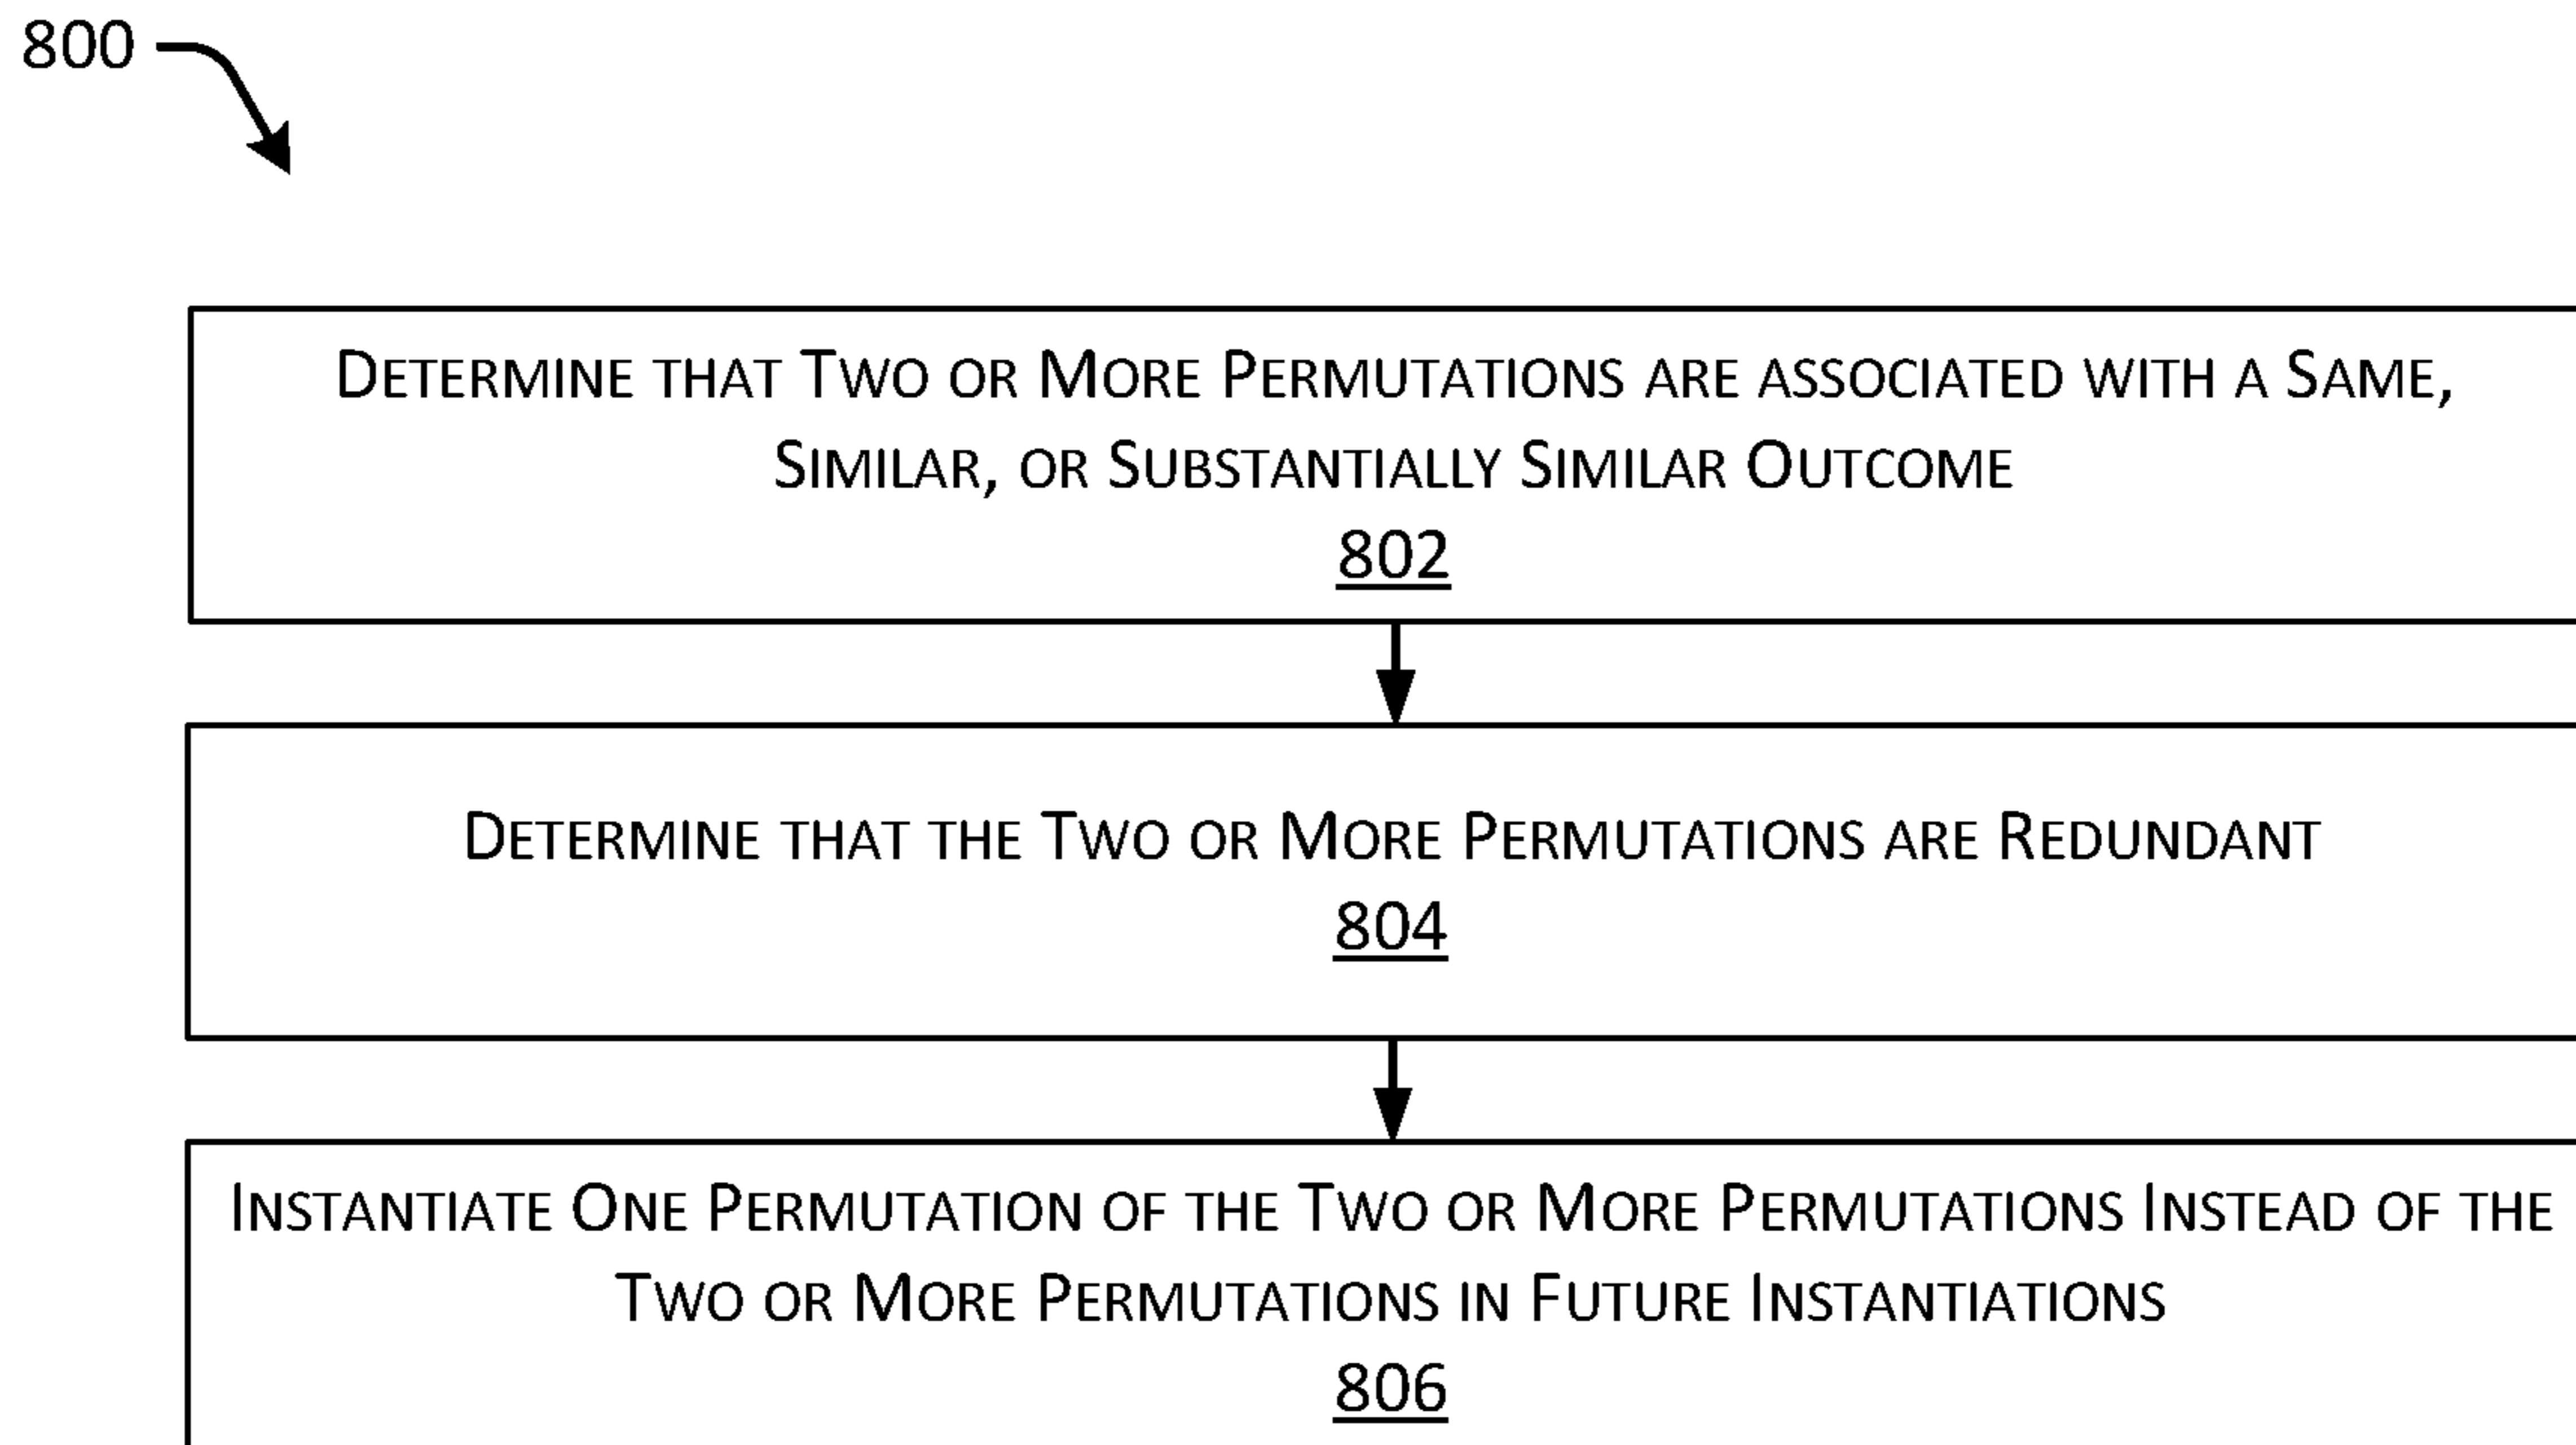 800
Determine that Two or More Permutations are associated with a Same,
Similar, or Substantially Similar Outcome
802
Determine that the Two or More Permutations are Redundant
804
Instantiate One Permutation of the Two or More Permutations Instead of the
Two or More Permutations in Future Instantiations
806